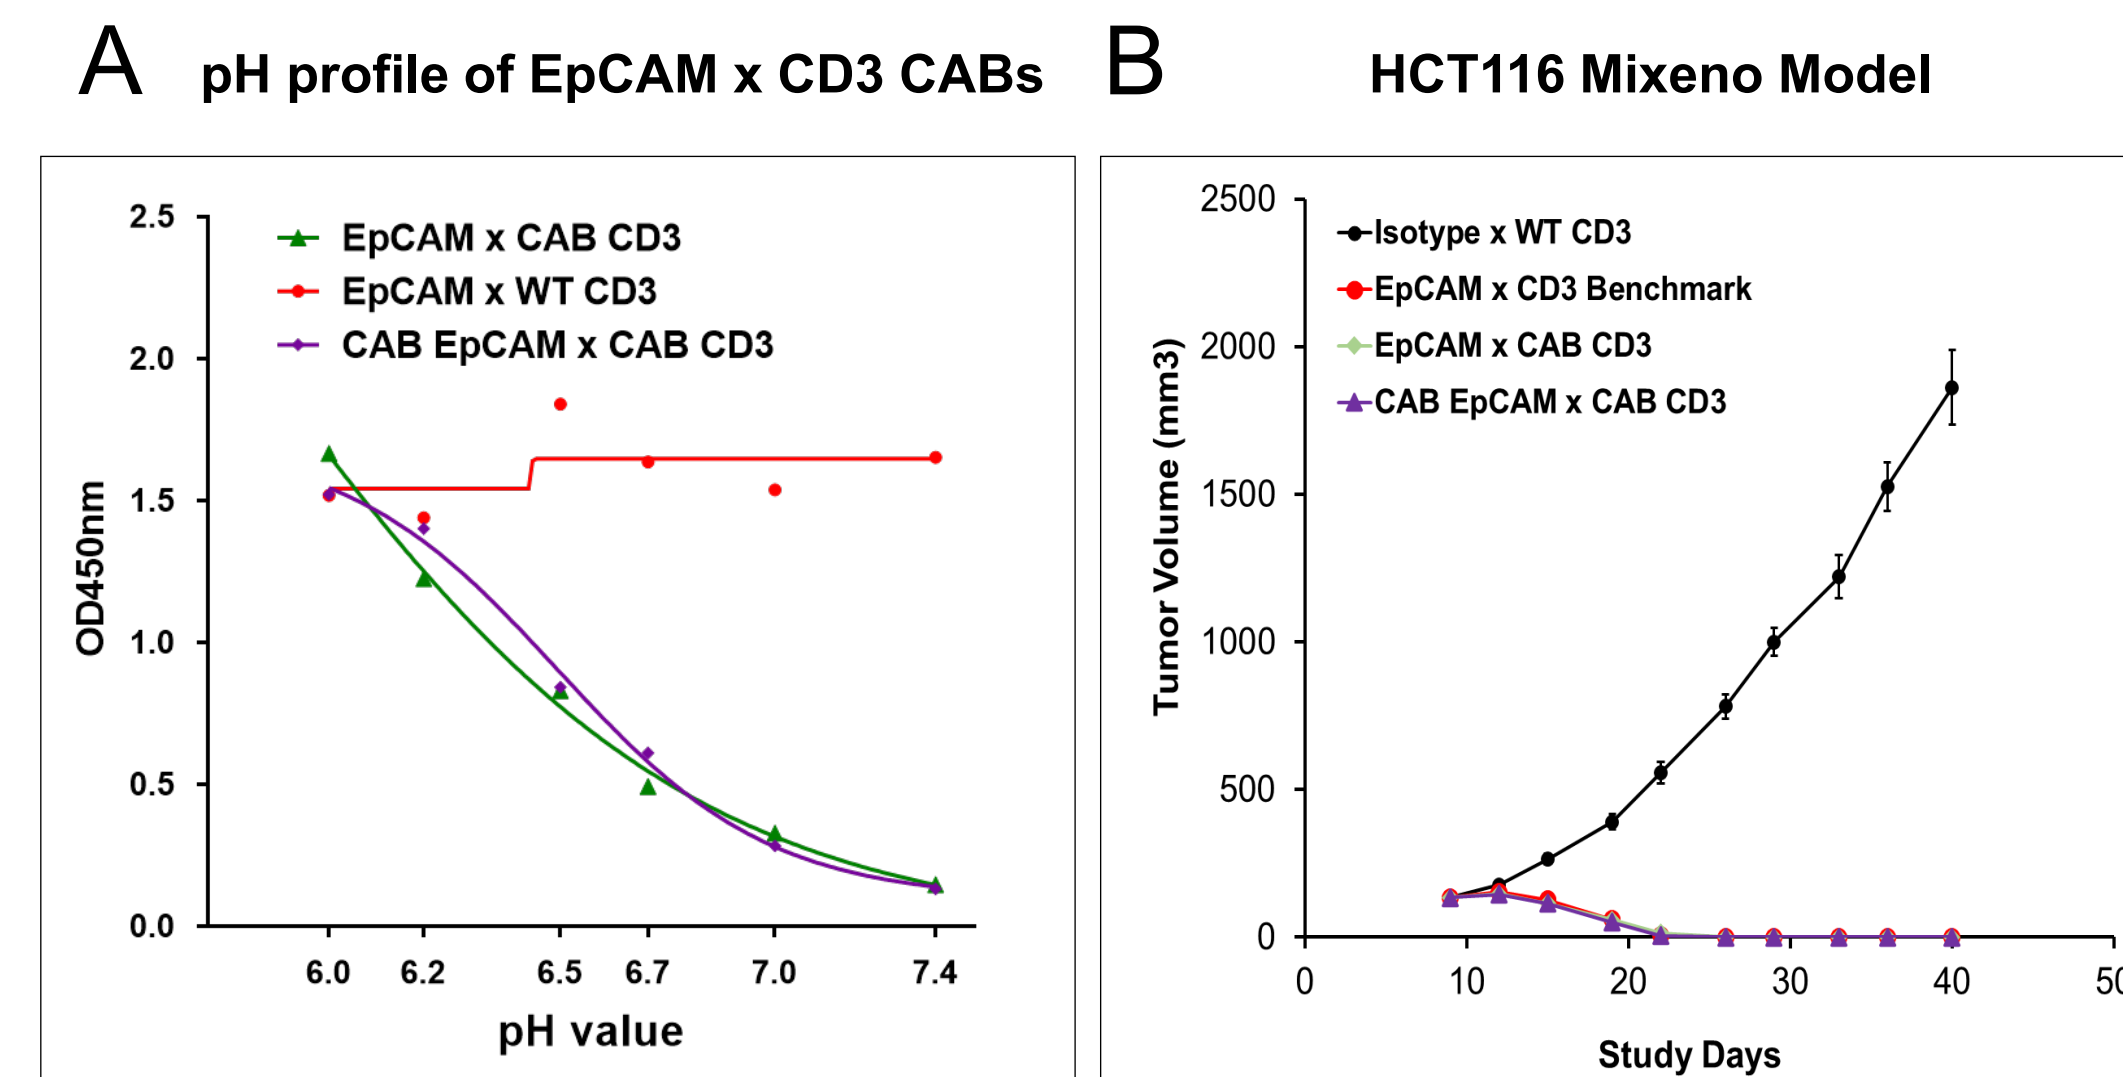 A pH profile of EpCAM x CD3 CABs
2.5
2.0
1.5
1.0
0.5
0.0
OD450nm
EpCAM x CAB CD3
EpCAM x WT CD3
CAB EpCAM x CAB CD3
6.0 6.2 6.5 6.7 7.0 7.4
pH value
B HCT116 Mixeno Model
2500
2000
1500
1000
500
0
Tumor Volume (mm3)
Isotype x WT CD3
EpCAM x CD3 Benchmark
EpCAM x CAB CD3
CAB EpCAM x CAB CD3
0 10 20 30 40 50
Study Days